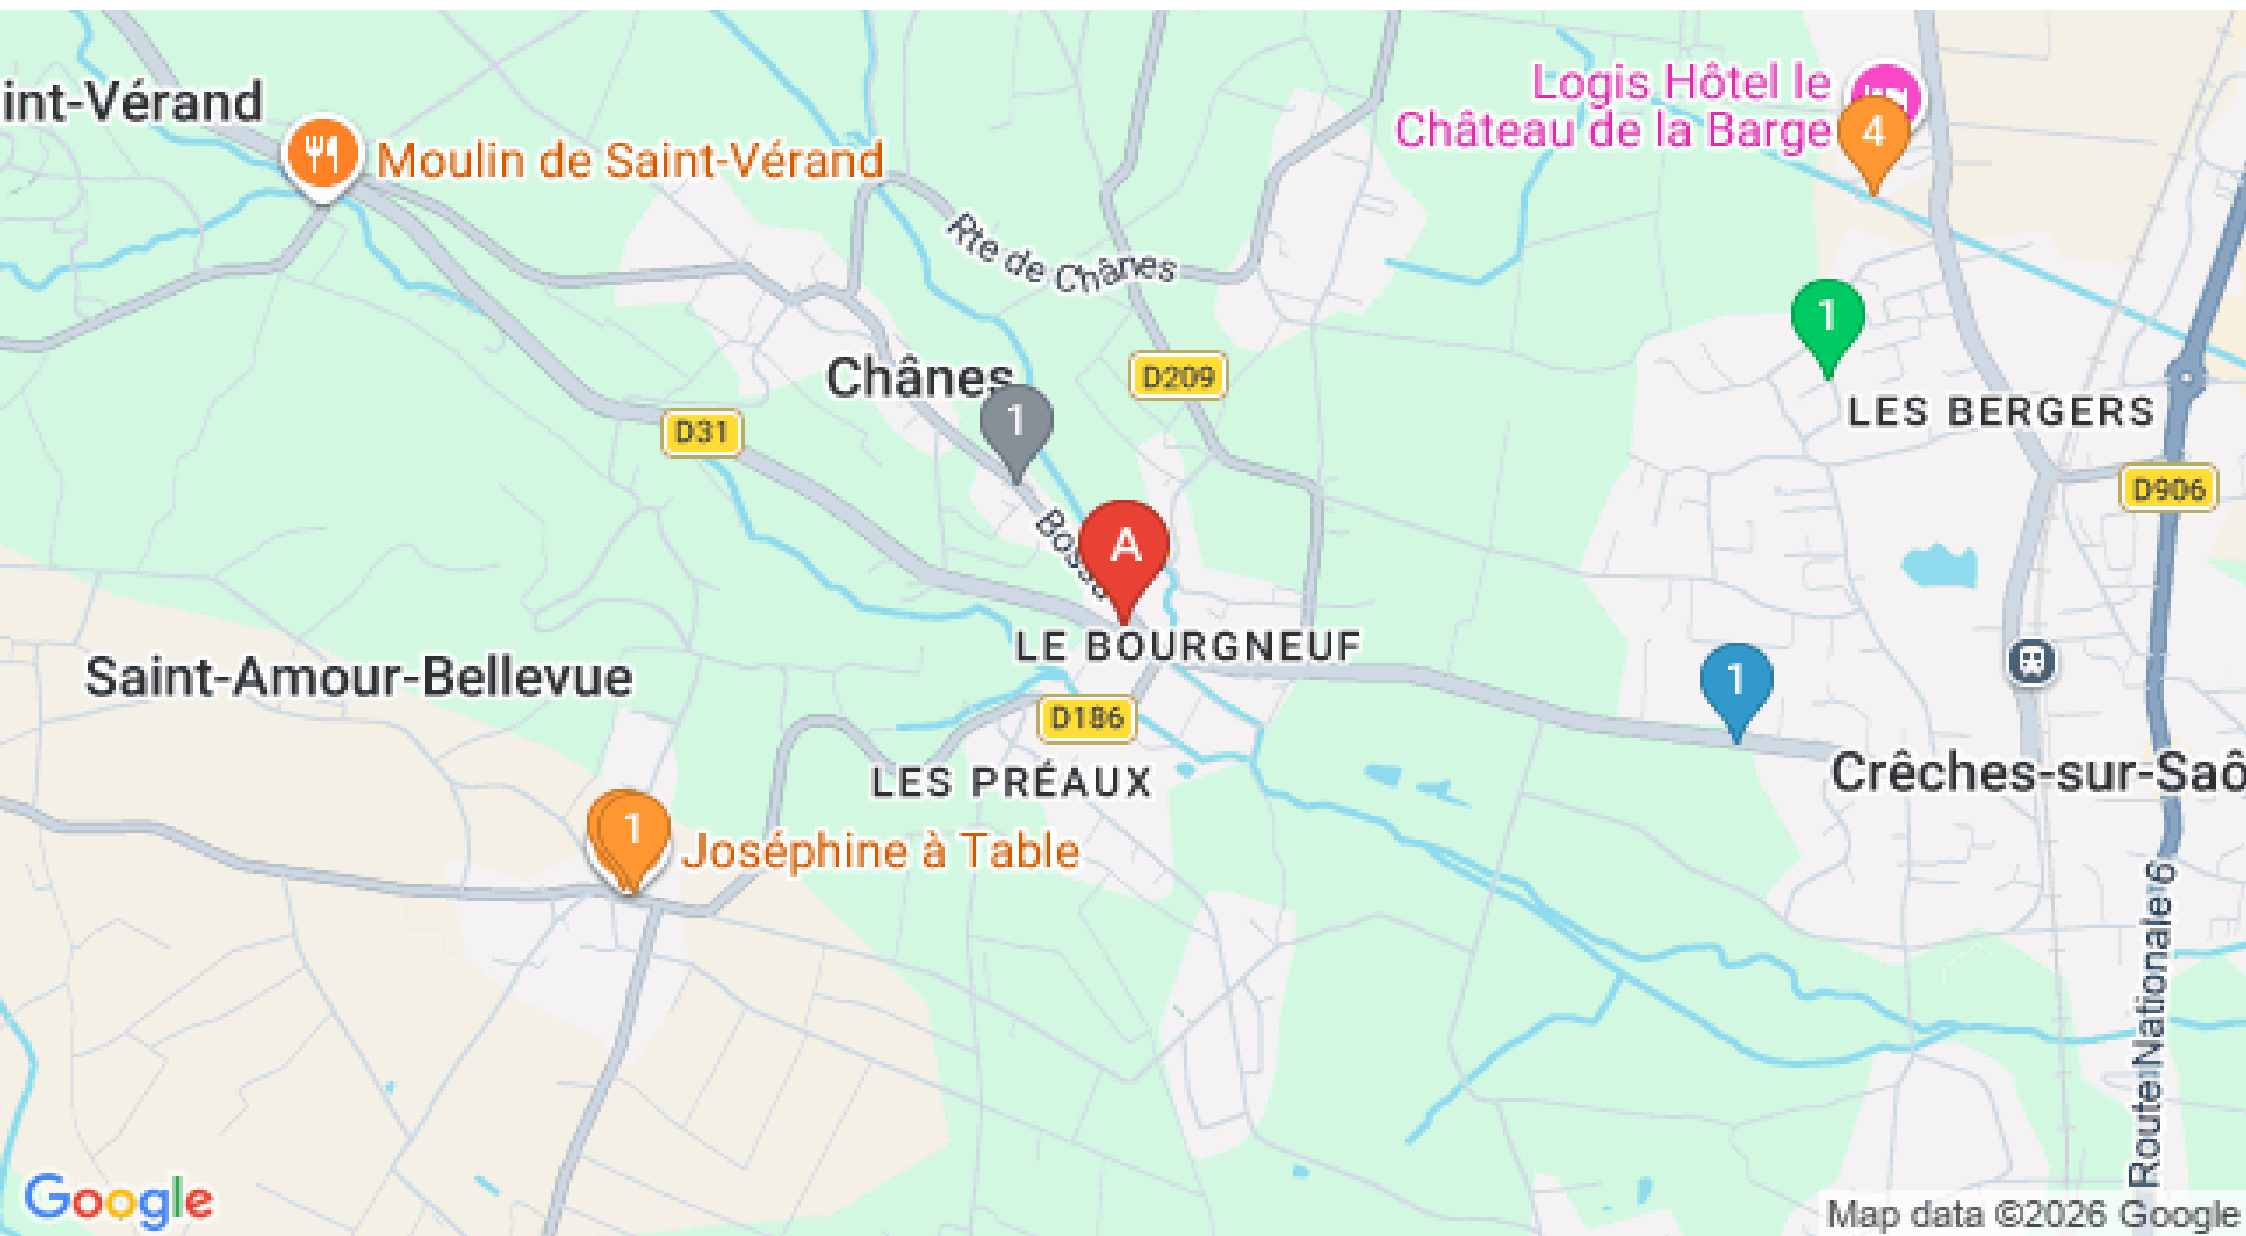 int-Vérand
Moulin de Saint-Vérand
Logis Hôtel le
Château de la Barge
4
Rte de Chânes
1
Chânes
D209
LES BERGERS
1
D31
D906
A
LE BOURGNEUF
Saint-Amour-Bellevue
1
D186
LES PRÉAUX
Crêches-sur-Saô
1
Joséphine à Table
Route Nationale 6
Google
Map data ©2026 Google